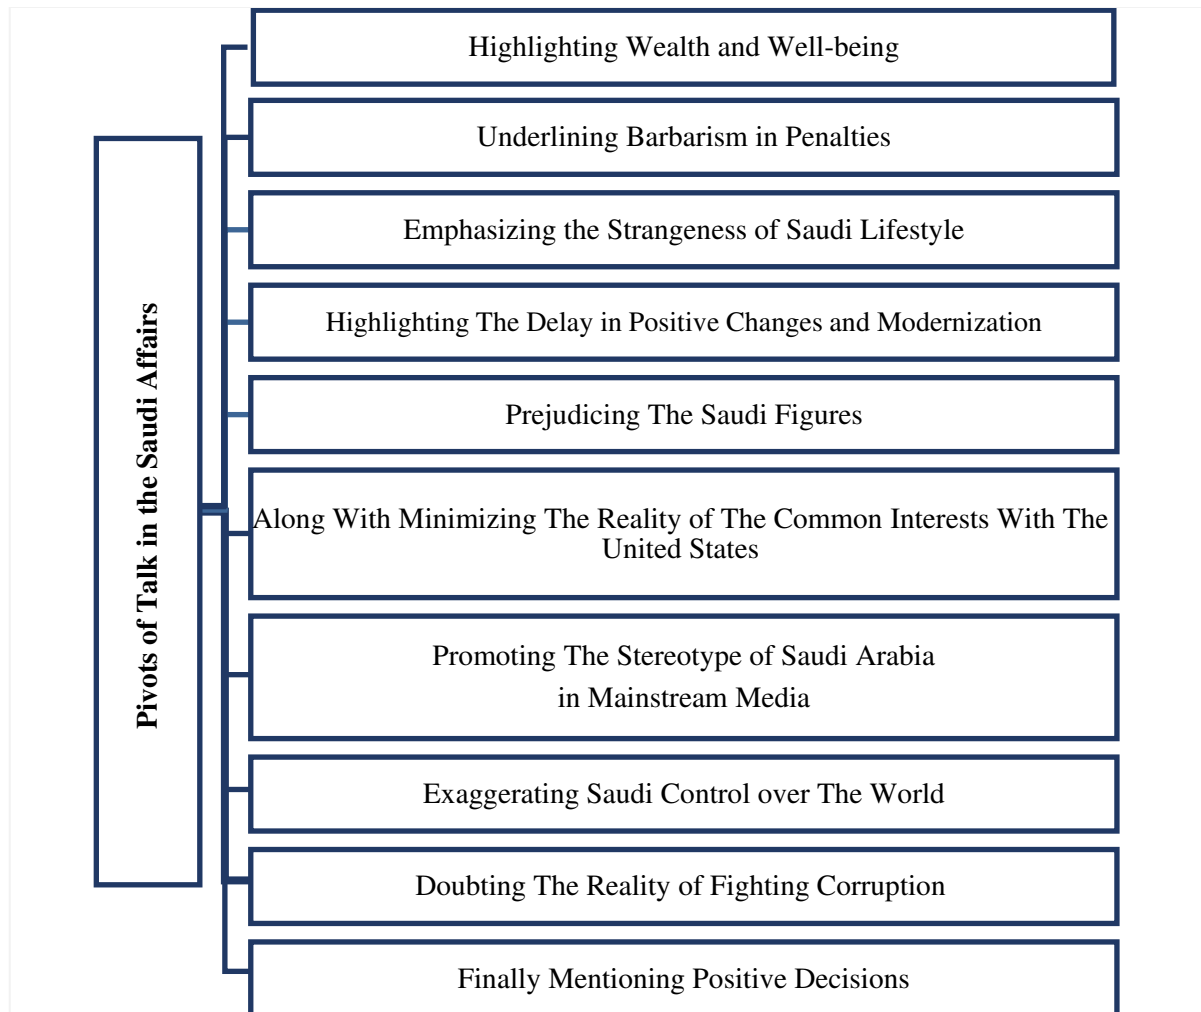 Pivots of Talk in the Saudi Affairs
Highlighting Wealth and Well-being
Underlining Barbarism in Penalties
Emphasizing the Strangeness of Saudi Lifestyle
Highlighting The Delay in Positive Changes and Modernization
Prejudicing The Saudi Figures
Along With Minimizing The Reality of The Common Interests With The
United States
Promoting The Stereotype of Saudi Arabia
in Mainstream Media
Exaggerating Saudi Control over The World
Doubting The Reality of Fighting Corruption
Finally Mentioning Positive Decisions